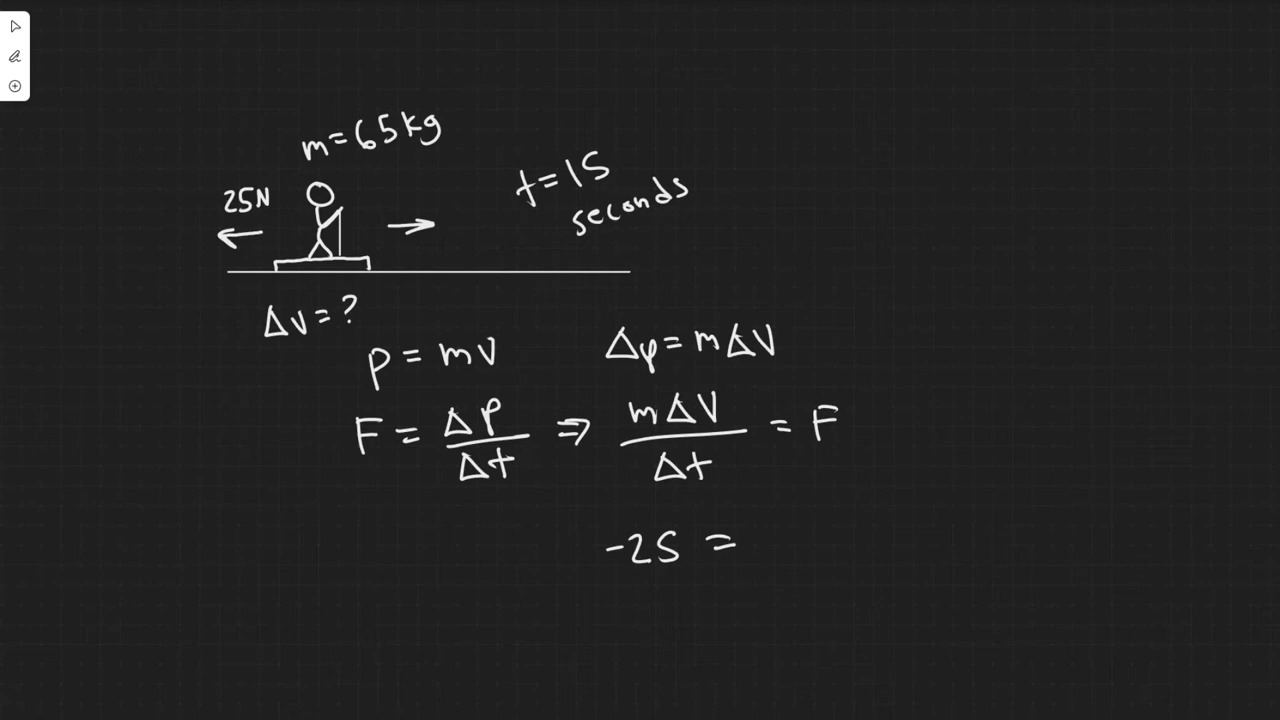 m=65kg
25N
t=15
seconds
Δv=?
p=mv
Δp=mΔV
F=Δp/Δt ⇒ mΔV/Δt = F
-25 =